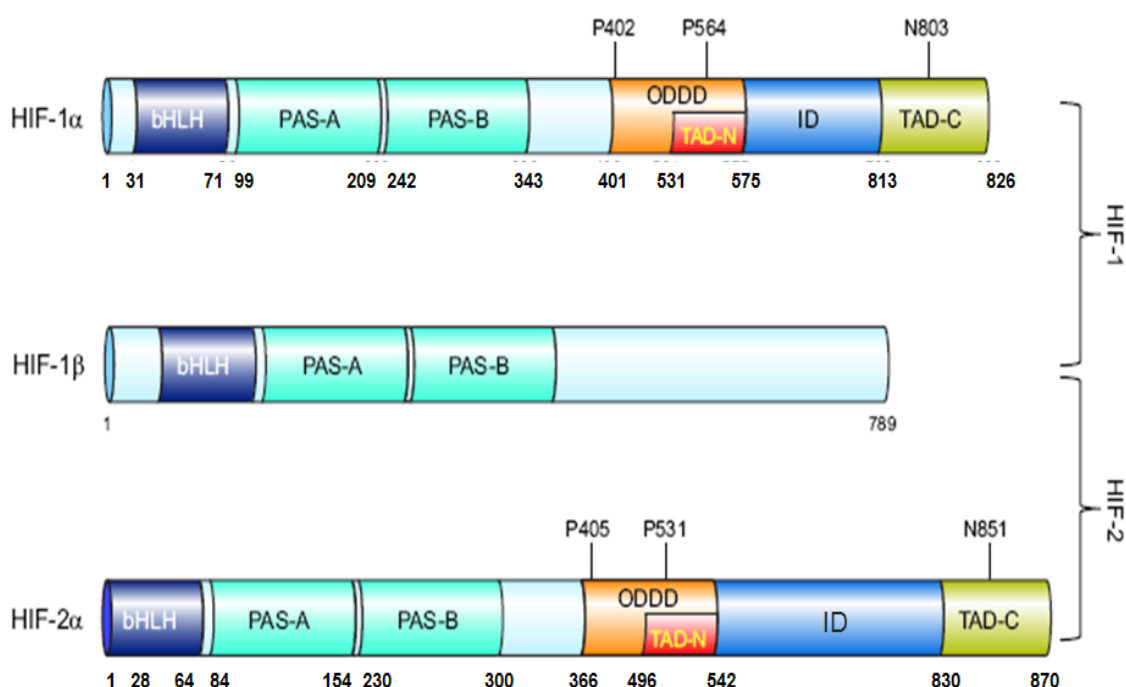 P402 P564 N803
HIF-1α bHLH PAS-A PAS-B ODDD TAD-N ID TAD-C
1 31 71 99 209 242 343 401 531 575 813 826
HIF-1
HIF-1β bHLH PAS-A PAS-B
1 789
HIF-2
P405 P531 N851
HIF-2α bHLH PAS-A PAS-B ODDD TAD-N ID TAD-C
1 28 64 84 154 230 300 366 496 542 830 870